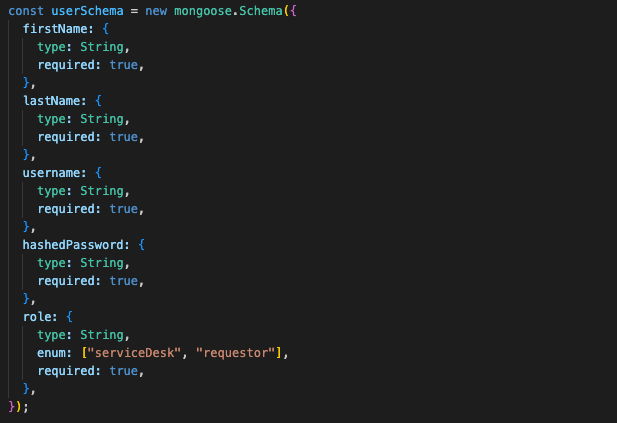 const userSchema = new mongoose.Schema({
  firstName: {
    type: String,
    required: true,
  },
  lastName: {
    type: String,
    required: true,
  },
  username: {
    type: String,
    required: true,
  },
  hashedPassword: {
    type: String,
    required: true,
  },
  role: {
    type: String,
    enum: ["serviceDesk", "requestor"],
    required: true,
  },
});